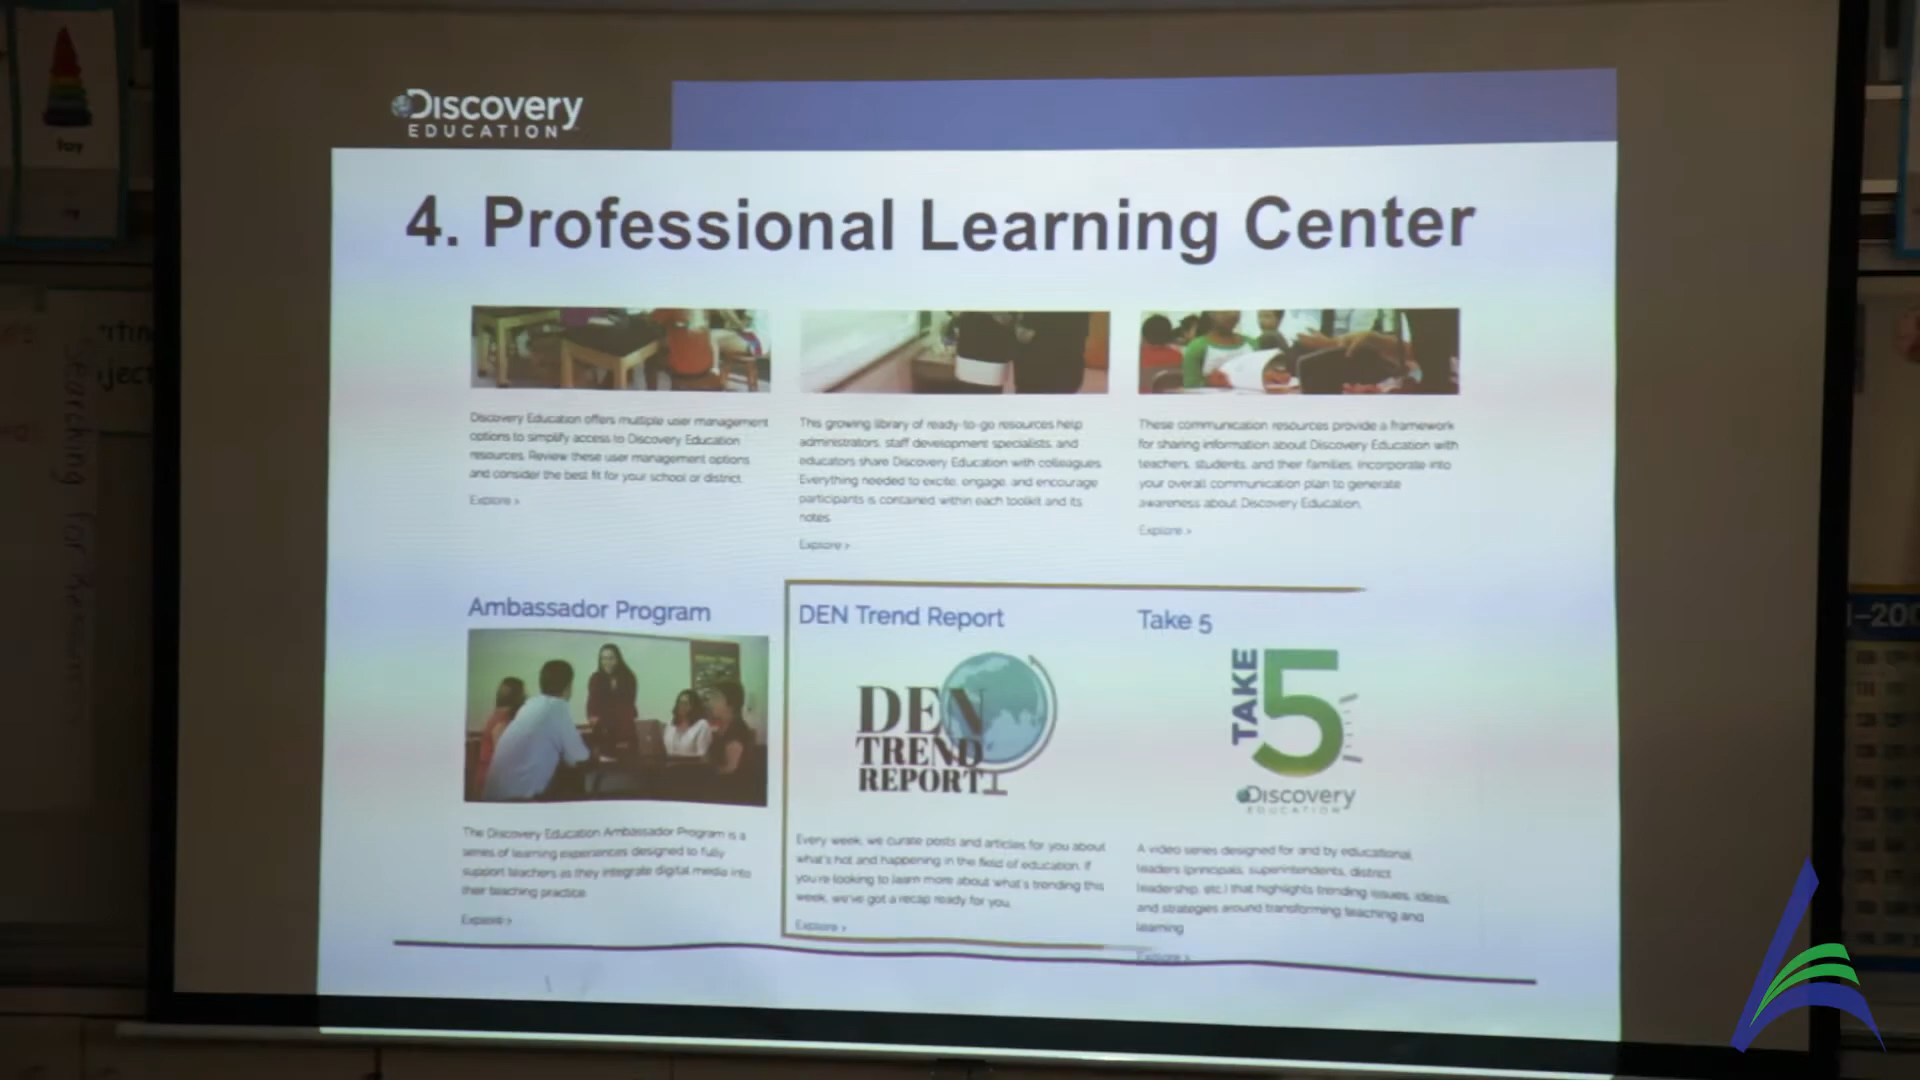 Discovery
EDUCATION
4. Professional Learning Center
Discovery Education offers multiple user management
options to simplify access to Discovery Education
resources. Review these user management options
and consider the best fit for your school or district.
Explore >
This growing library of ready-to-go resources help
administrators, staff development specialists, and
educators share Discovery Education with colleagues.
Everything needed to excite, engage, and encourage
participants is contained within each toolkit and its
notes.
Explore >
These communication resources provide a framework
for sharing information about Discovery Education with
teachers, students, and their families. Incorporate into
your overall communication plan to generate
awareness about Discovery Education.
Explore >
Ambassador Program
The Discovery Education Ambassador Program is a
series of learning experiences designed to fully
support teachers as they integrate digital media into
their teaching practice.
Explore >
DEN Trend Report
DEN
TREND
REPORT
Every week, we curate posts and articles for you about
what's hot and happening in the field of education. If
you're looking to learn more about what's trending this
week, we've got a recap ready for you.
Explore >
Take 5
TAKE
5
Discovery
EDUCATION
A video series designed for and by educational
leaders (principals, superintendents, district
leadership, etc.) that highlights trending issues, ideas,
and strategies around transforming teaching and
learning.
Explore >
toy
Searching for Measure
1-200